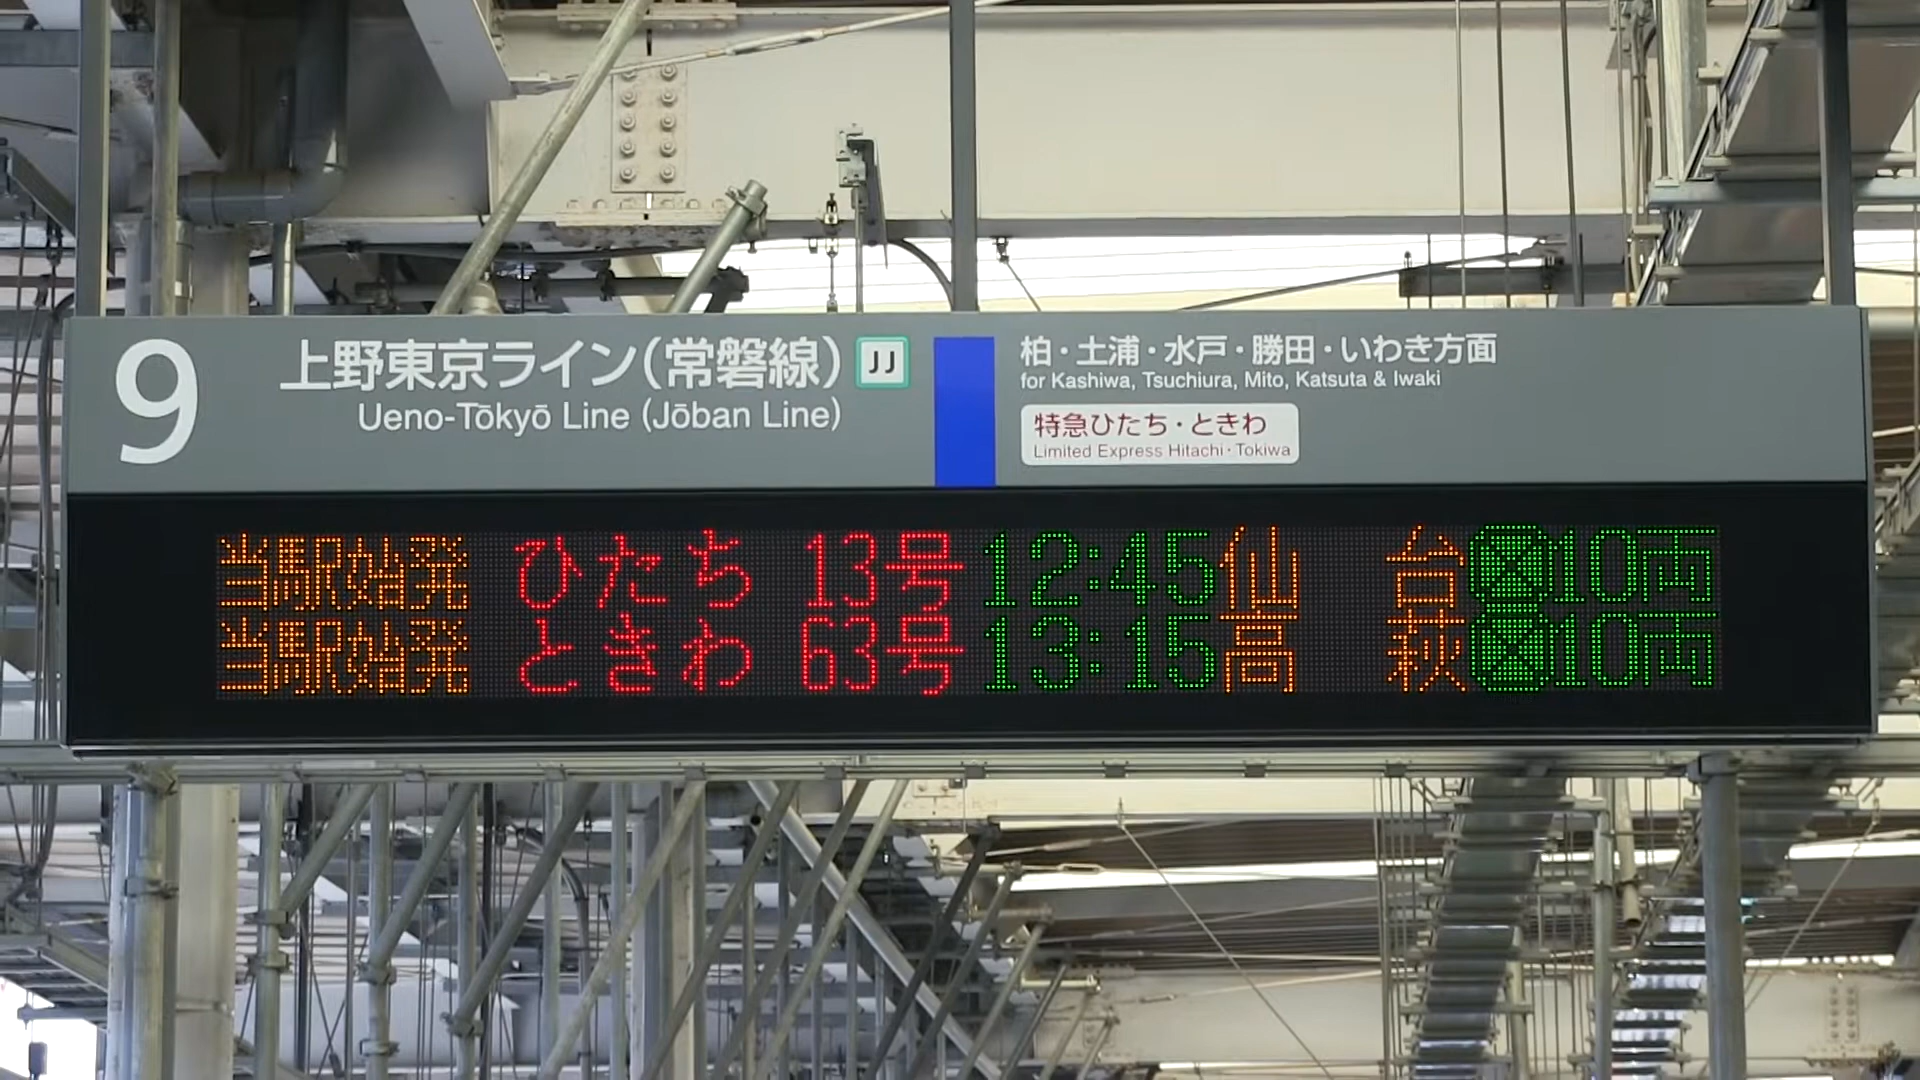 9
上野東京ライン(常磐線) JJ
Ueno-Tōkyō Line (Jōban Line)
柏・土浦・水戸・勝田・いわき方面
for Kashiwa, Tsuchiura, Mito, Katsuta & Iwaki
特急ひたち・ときわ
Limited Express Hitachi・Tokiwa
当駅始発 ひたち 13号 12:45 仙台 図10両
当駅始発 ときわ 63号 13:15 高萩 図10両